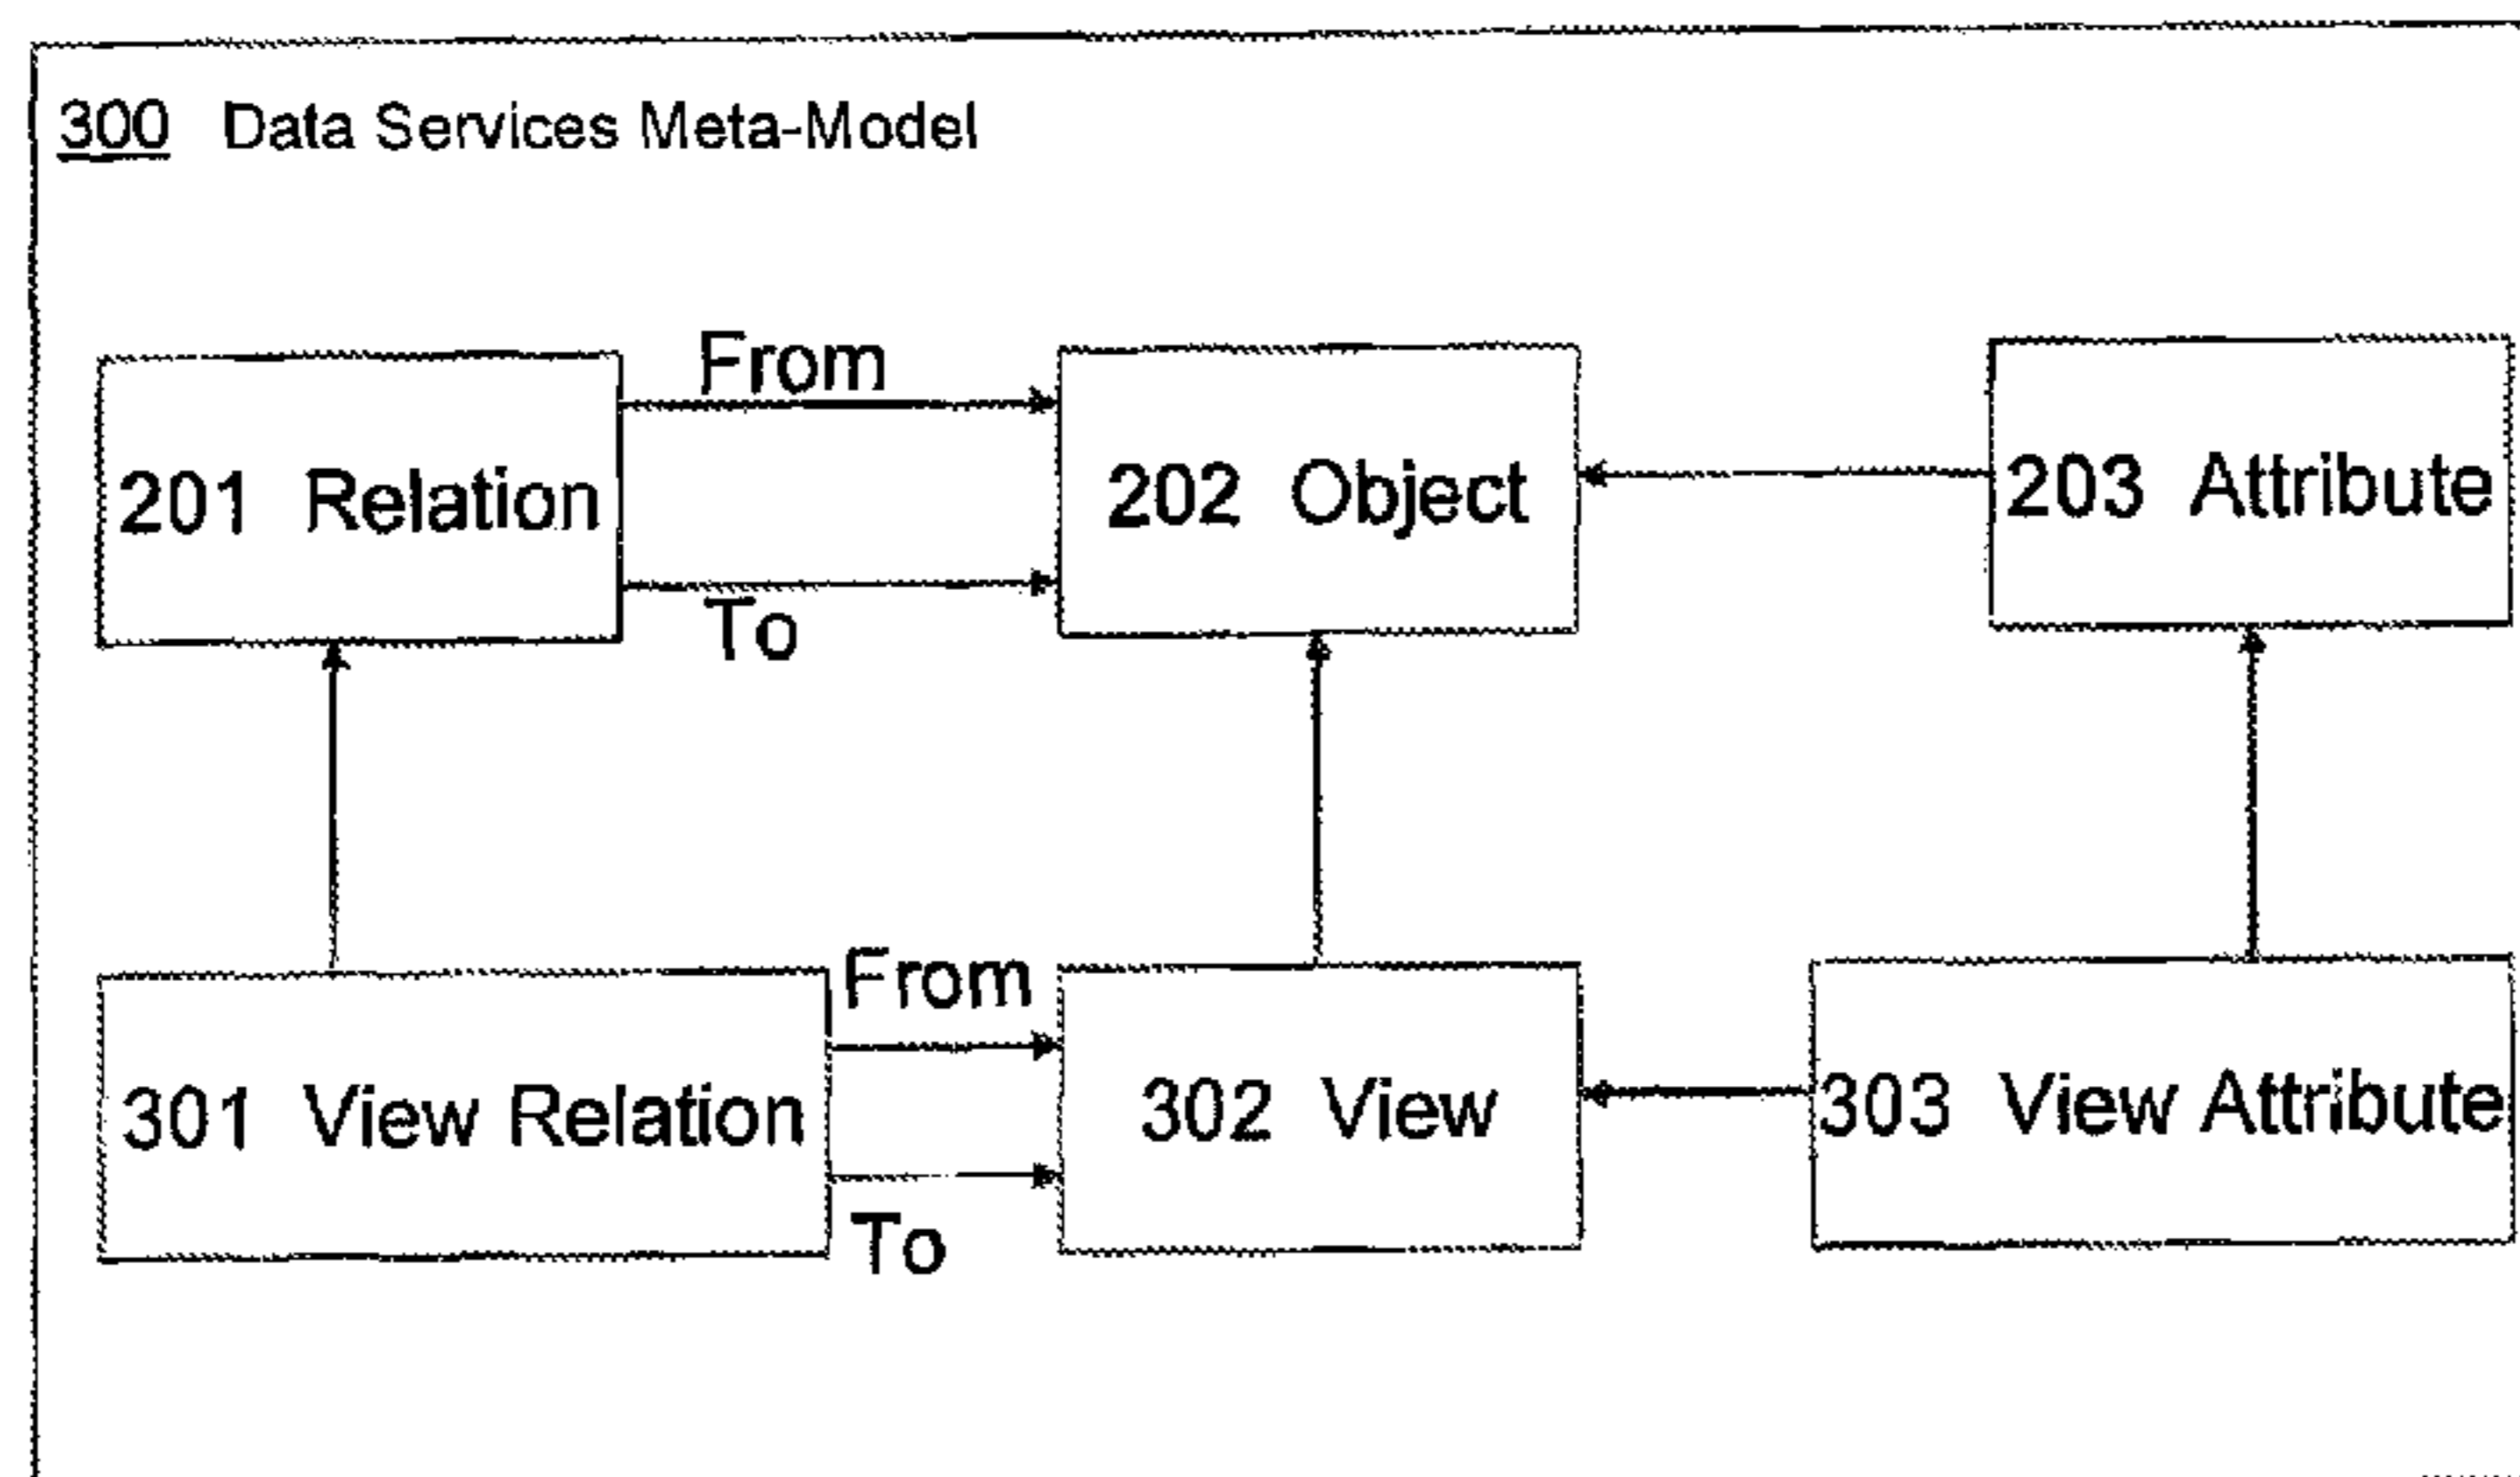 300 Data Services Meta-Model
From
201 Relation
202 Object
203 Attribute
To
From
301 View Relation
302 View
303 View Attribute
To